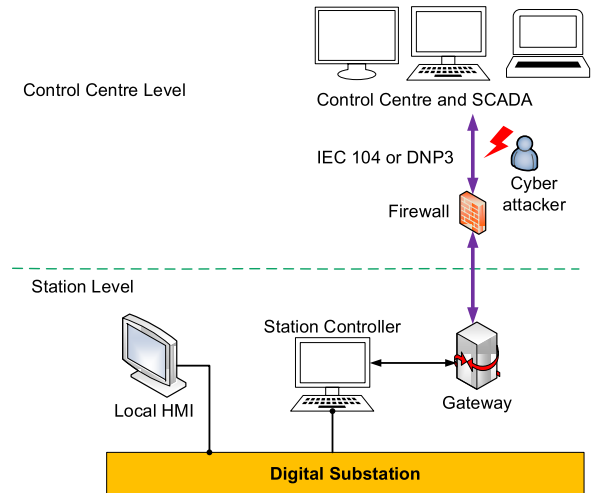 Control Centre Level
Control Centre and SCADA
IEC 104 or DNP3
Cyber
attacker
Firewall
Station Level
Station Controller
Local HMI
Gateway
Digital Substation